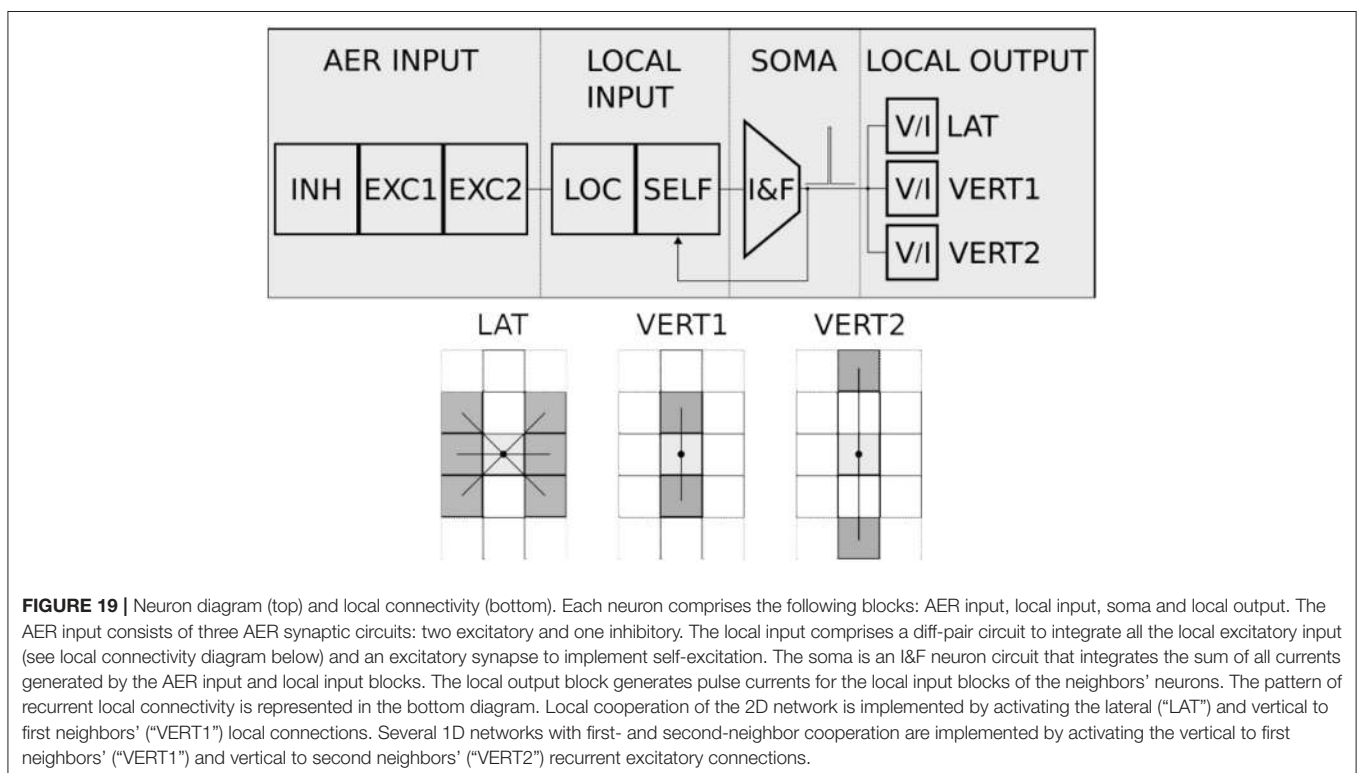 AER INPUT
LOCAL
INPUT
SOMA
LOCAL OUTPUT
INH
EXC1
EXC2
LOC
SELF
I&F
V/I
LAT
V/I
VERT1
V/I
VERT2
LAT
VERT1
VERT2
FIGURE 19 | Neuron diagram (top) and local connectivity (bottom). Each neuron comprises the following blocks: AER input, local input, soma and local output. The
AER input consists of three AER synaptic circuits: two excitatory and one inhibitory. The local input comprises a diff-pair circuit to integrate all the local excitatory input
(see local connectivity diagram below) and an excitatory synapse to implement self-excitation. The soma is an I&F neuron circuit that integrates the sum of all currents
generated by the AER input and local input blocks. The local output block generates pulse currents for the local input blocks of the neighbors’ neurons. The pattern of
recurrent local connectivity is represented in the bottom diagram. Local cooperation of the 2D network is implemented by activating the lateral (“LAT”) and vertical to
first neighbors’ (“VERT1”) local connections. Several 1D networks with first- and second-neighbor cooperation are implemented by activating the vertical to first
neighbors’ (“VERT1”) and vertical to second neighbors’ (“VERT2”) recurrent excitatory connections.